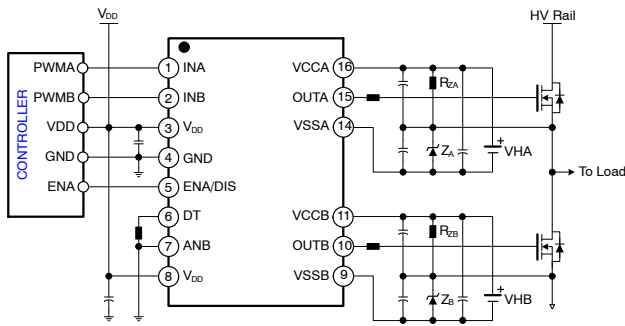 VDD
HV Rail
CONTROLLER
PWMA
PWMB
VDD
GND
ENA
1 INA
2 INB
3 VDD
4 GND
5 ENA/DIS
6 DT
7 ANB
8 VDD
VCCA 16
OUTA 15
VSSA 14
VCCB 11
OUTB 10
VSSB 9
RZA
ZA
+
VHA
To Load
RZB
ZB
+
VHB